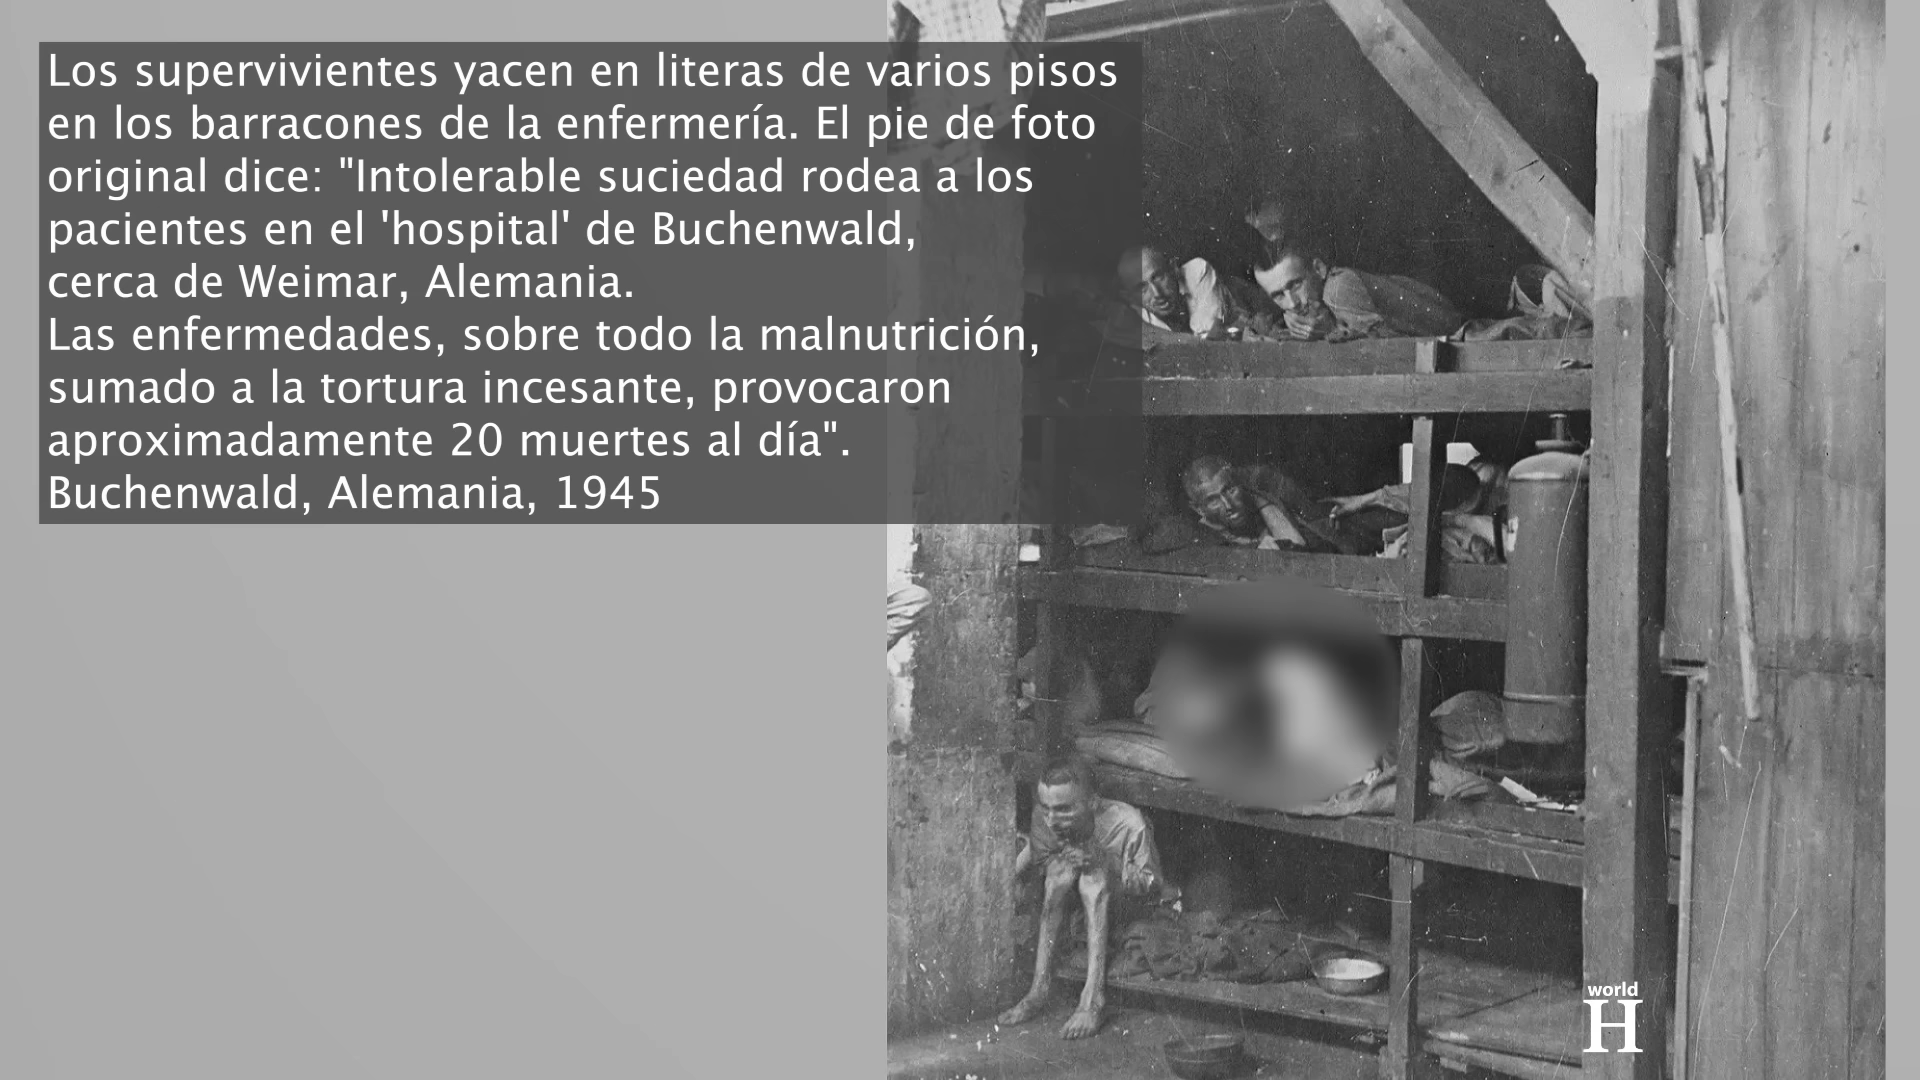 Los supervivientes yacen en literas de varios pisos
en los barracones de la enfermería. El pie de foto
original dice: "Intolerable suciedad rodea a los
pacientes en el 'hospital' de Buchenwald,
cerca de Weimar, Alemania.
Las enfermedades, sobre todo la malnutrición,
sumado a la tortura incesante, provocaron
aproximadamente 20 muertes al día".
Buchenwald, Alemania, 1945
world
H